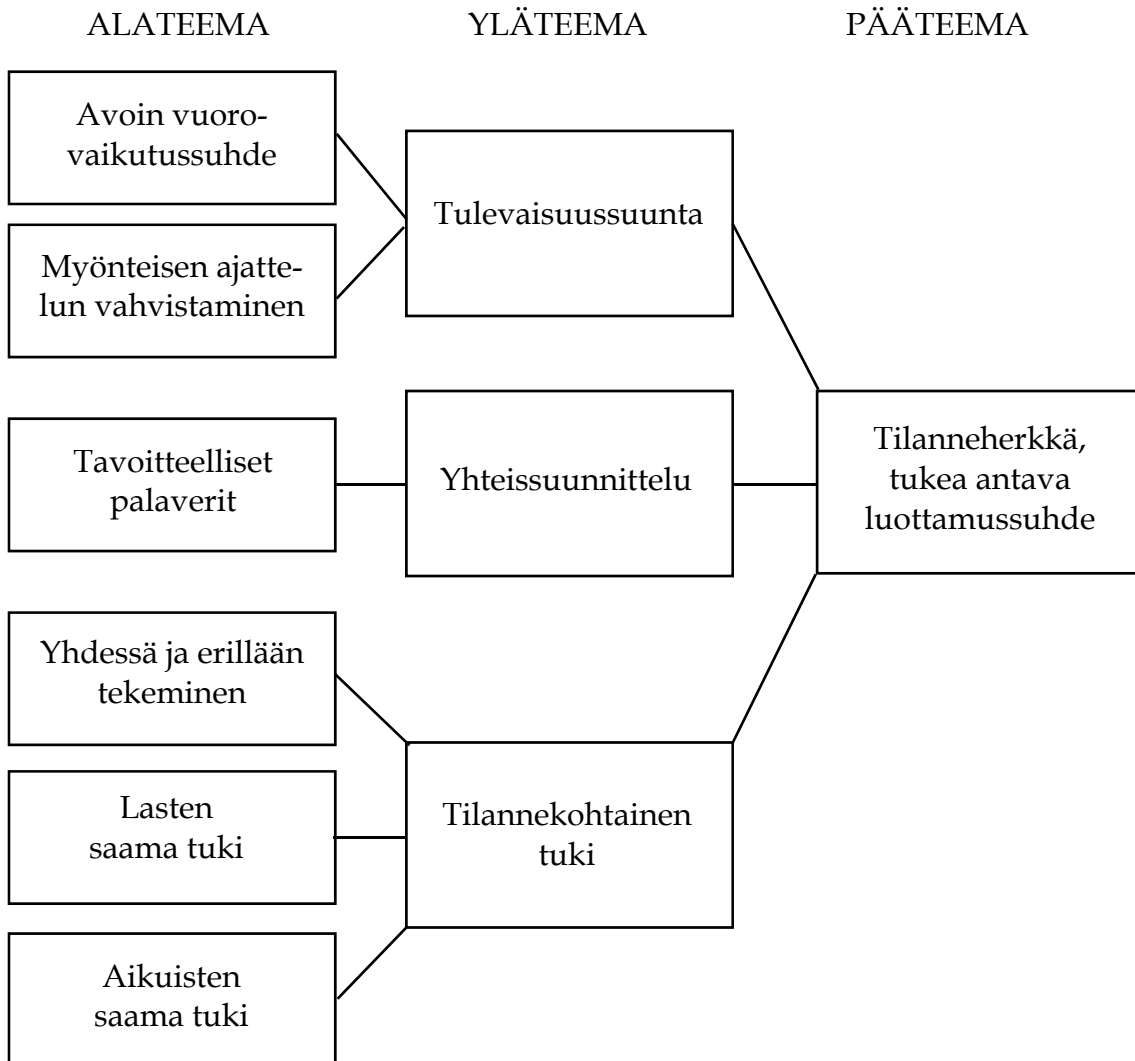 ALATEEMA
YLÄTEEMA
PÄÄTEEMA
Avoin vuoro-
vaikutussuhde
Myönteisen ajatte-
lun vahvistaminen
Tulevaisuussuunta
Tavoitteelliset
palaverit
Yhteissuunnittelu
Tilanneherkkä,
tukea antava
luottamussuhde
Yhdessä ja erillään
tekeminen
Lasten
saama tuki
Aikuisten
saama tuki
Tilannekohtainen
tuki